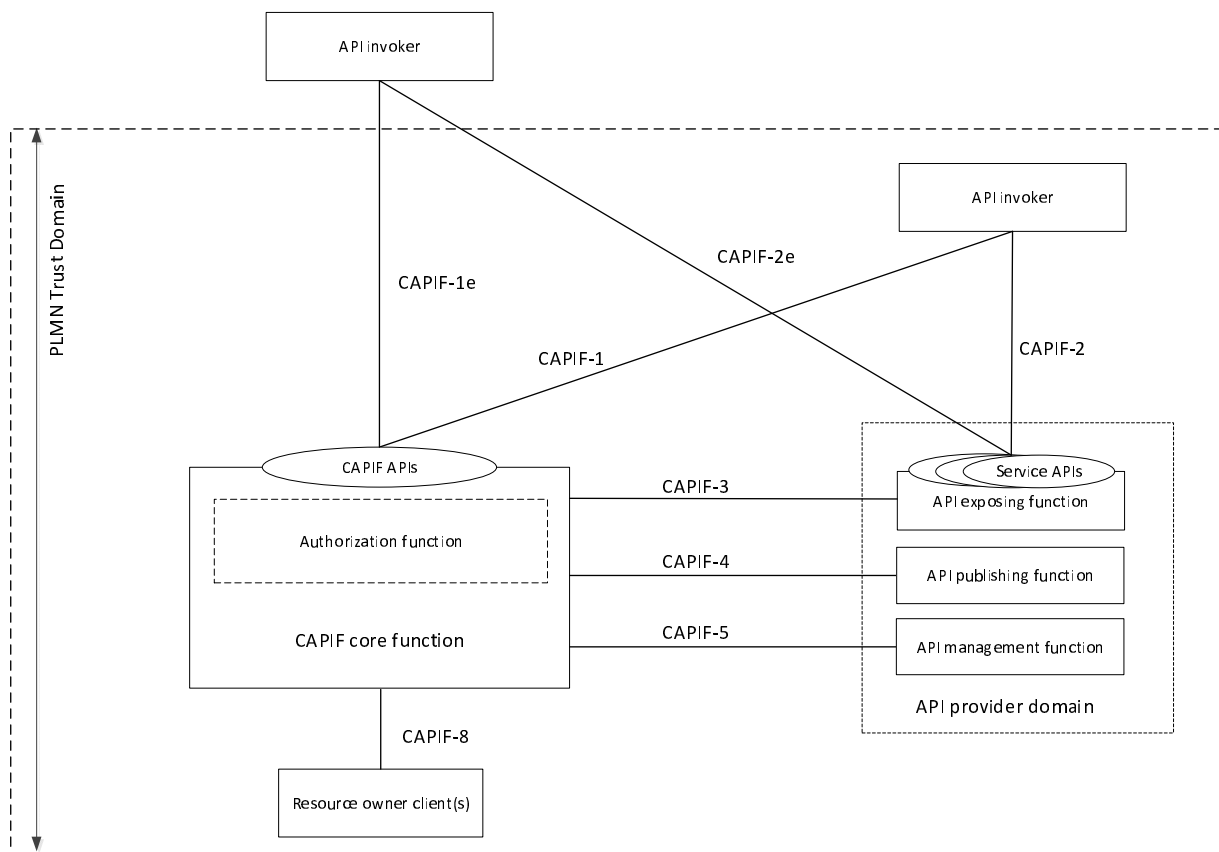 API invoker
API invoker
PLMN Trust Domain
CAPIF-2e
CAPIF-1e
CAPIF-1
CAPIF-2
CAPIF APIs
Service APIs
CAPIF-3
API exposing function
Authorization function
CAPIF-4
API publishing function
CAPIF-5
CAPIF core function
API management function
API provider domain
CAPIF-8
Resource owner client(s)